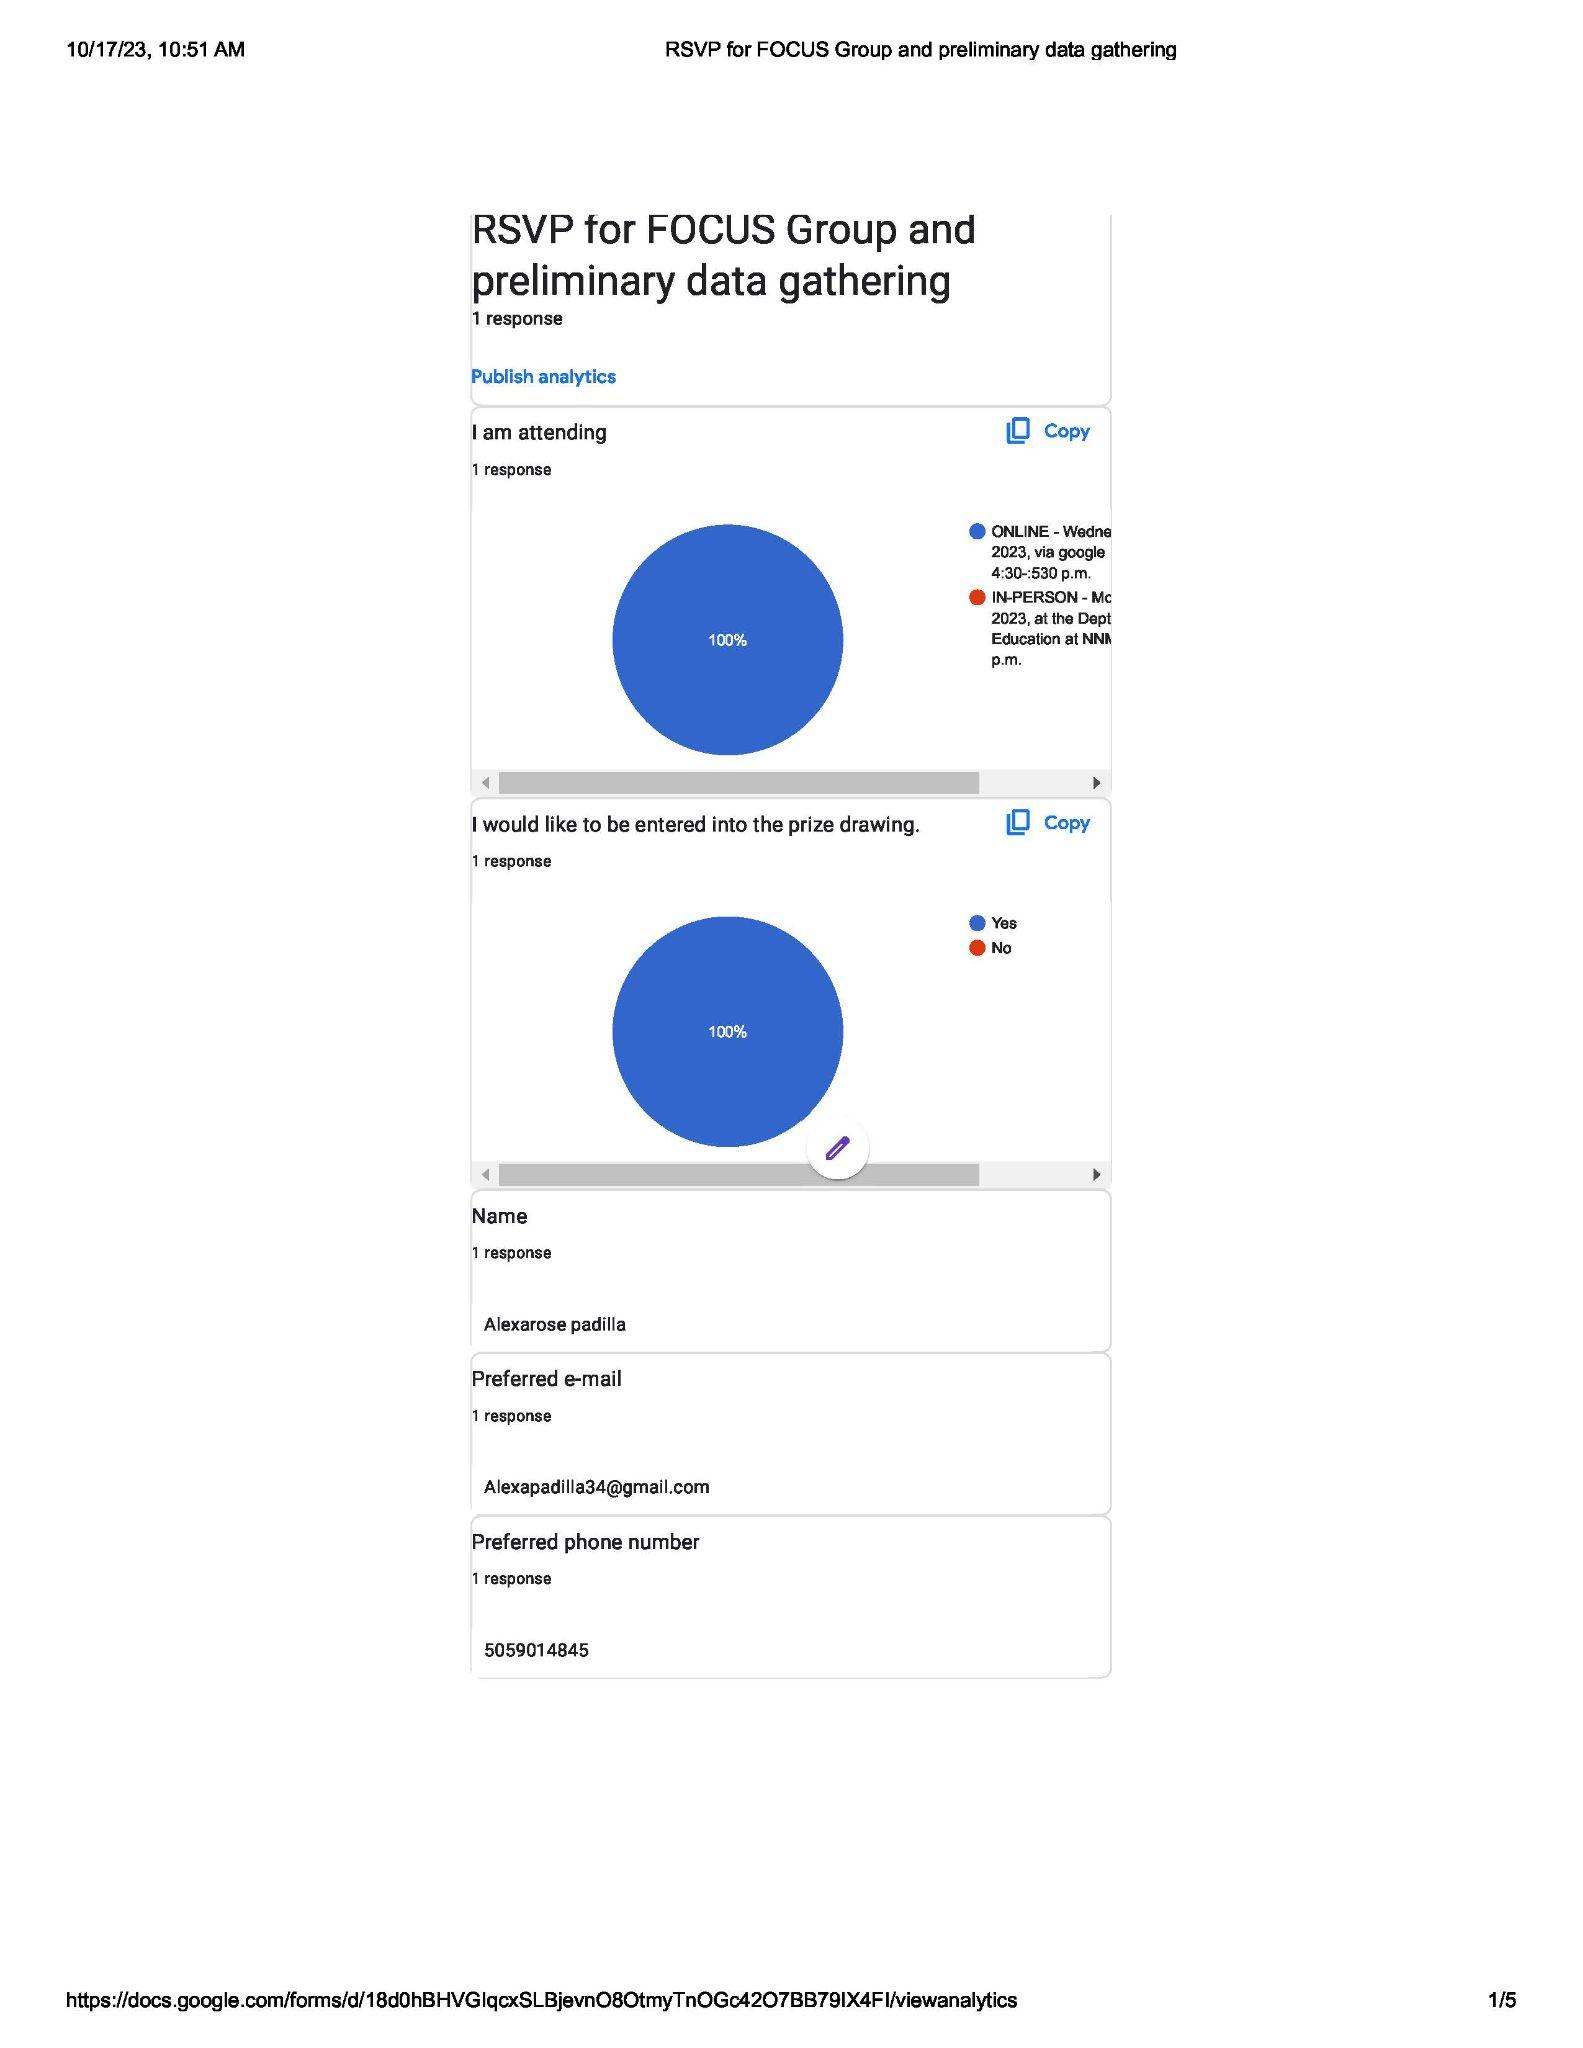 10/17/23, 10:51 AM
RSVP for FOCUS Group and preliminary data gathering
RSVP for FOCUS Group and
preliminary data gathering
1 response
Publish analytics
I am attending
Copy
1 response
100%
ONLINE - Wedne
2023, via google
4:30-:530 p.m.
IN-PERSON - Mo
2023, at the Dept
Education at NNM
p.m.
I would like to be entered into the prize drawing.
Copy
1 response
100%
Yes
No
Name
1 response
Alexarose padilla
Preferred e-mail
1 response
Alexapadilla34@gmail.com
Preferred phone number
1 response
5059014845
https://docs.google.com/forms/d/18d0hBHVGlqcxSLBjevnO8OtmyTnOGc42O7BB79IX4FI/viewanalytics
1/5